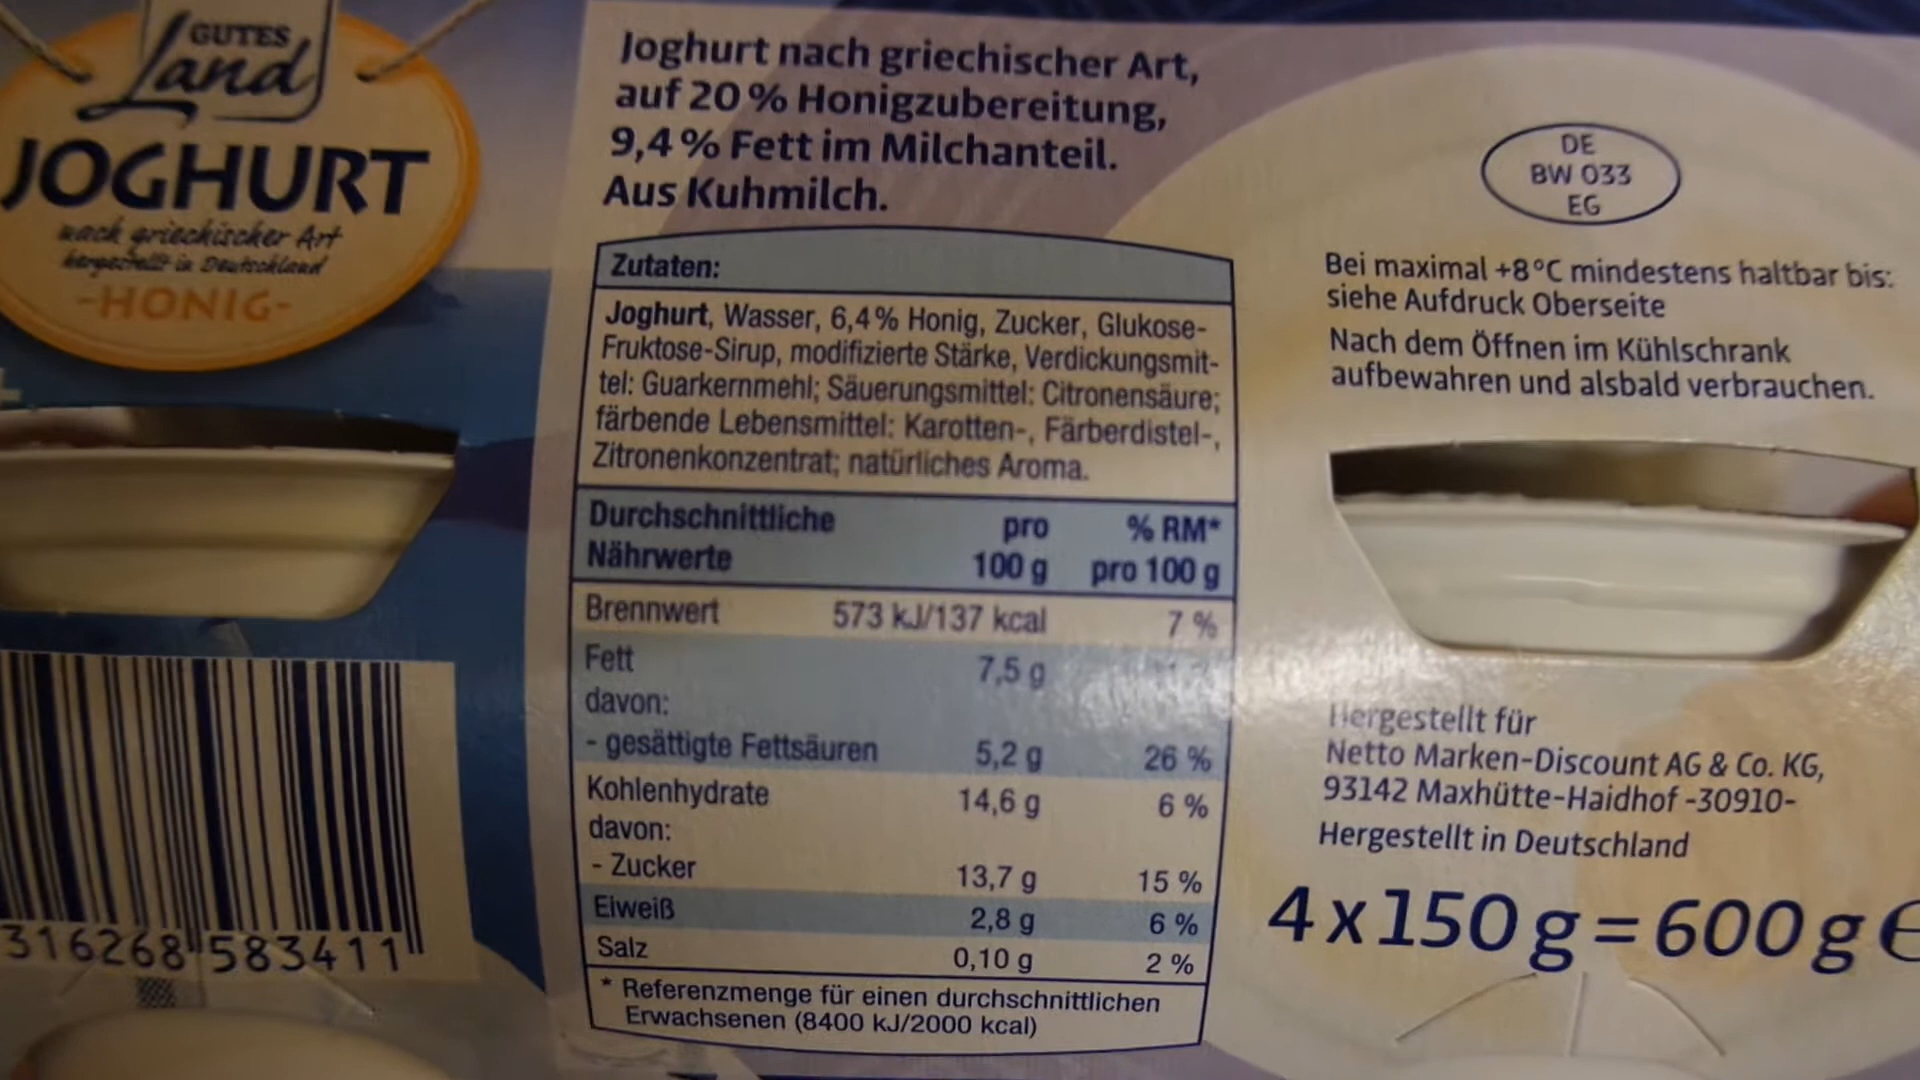 GUTES
Land
JOGHURT
nach griechischer Art
hergestellt in Deutschland
-HONIG-
316268 583411
Joghurt nach griechischer Art,
auf 20 % Honigzubereitung,
9,4 % Fett im Milchanteil.
Aus Kuhmilch.
Zutaten:
Joghurt, Wasser, 6,4% Honig, Zucker, Glukose-
Fruktose-Sirup, modifizierte Stärke, Verdickungsmit-
tel: Guarkernmehl; Säuerungsmittel: Citronensäure;
färbende Lebensmittel: Karotten-, Färberdistel-,
Zitronenkonzentrat; natürliches Aroma.
Durchschnittliche pro % RM*
Nährwerte 100 g pro 100 g
Brennwert 573 kJ/137 kcal 7 %
Fett 7,5 g
davon:
- gesättigte Fettsäuren 5,2 g 26 %
Kohlenhydrate 14,6 g 6 %
davon:
- Zucker 13,7 g 15 %
Eiweiß 2,8 g 6 %
Salz 0,10 g 2 %
* Referenzmenge für einen durchschnittlichen
Erwachsenen (8400 kJ/2000 kcal)
DE
BW 033
EG
Bei maximal +8°C mindestens haltbar bis:
siehe Aufdruck Oberseite
Nach dem Öffnen im Kühlschrank
aufbewahren und alsbald verbrauchen.
Hergestellt für
Netto Marken-Discount AG & Co. KG,
93142 Maxhütte-Haidhof -30910-
Hergestellt in Deutschland
4 x 150 g = 600 g e